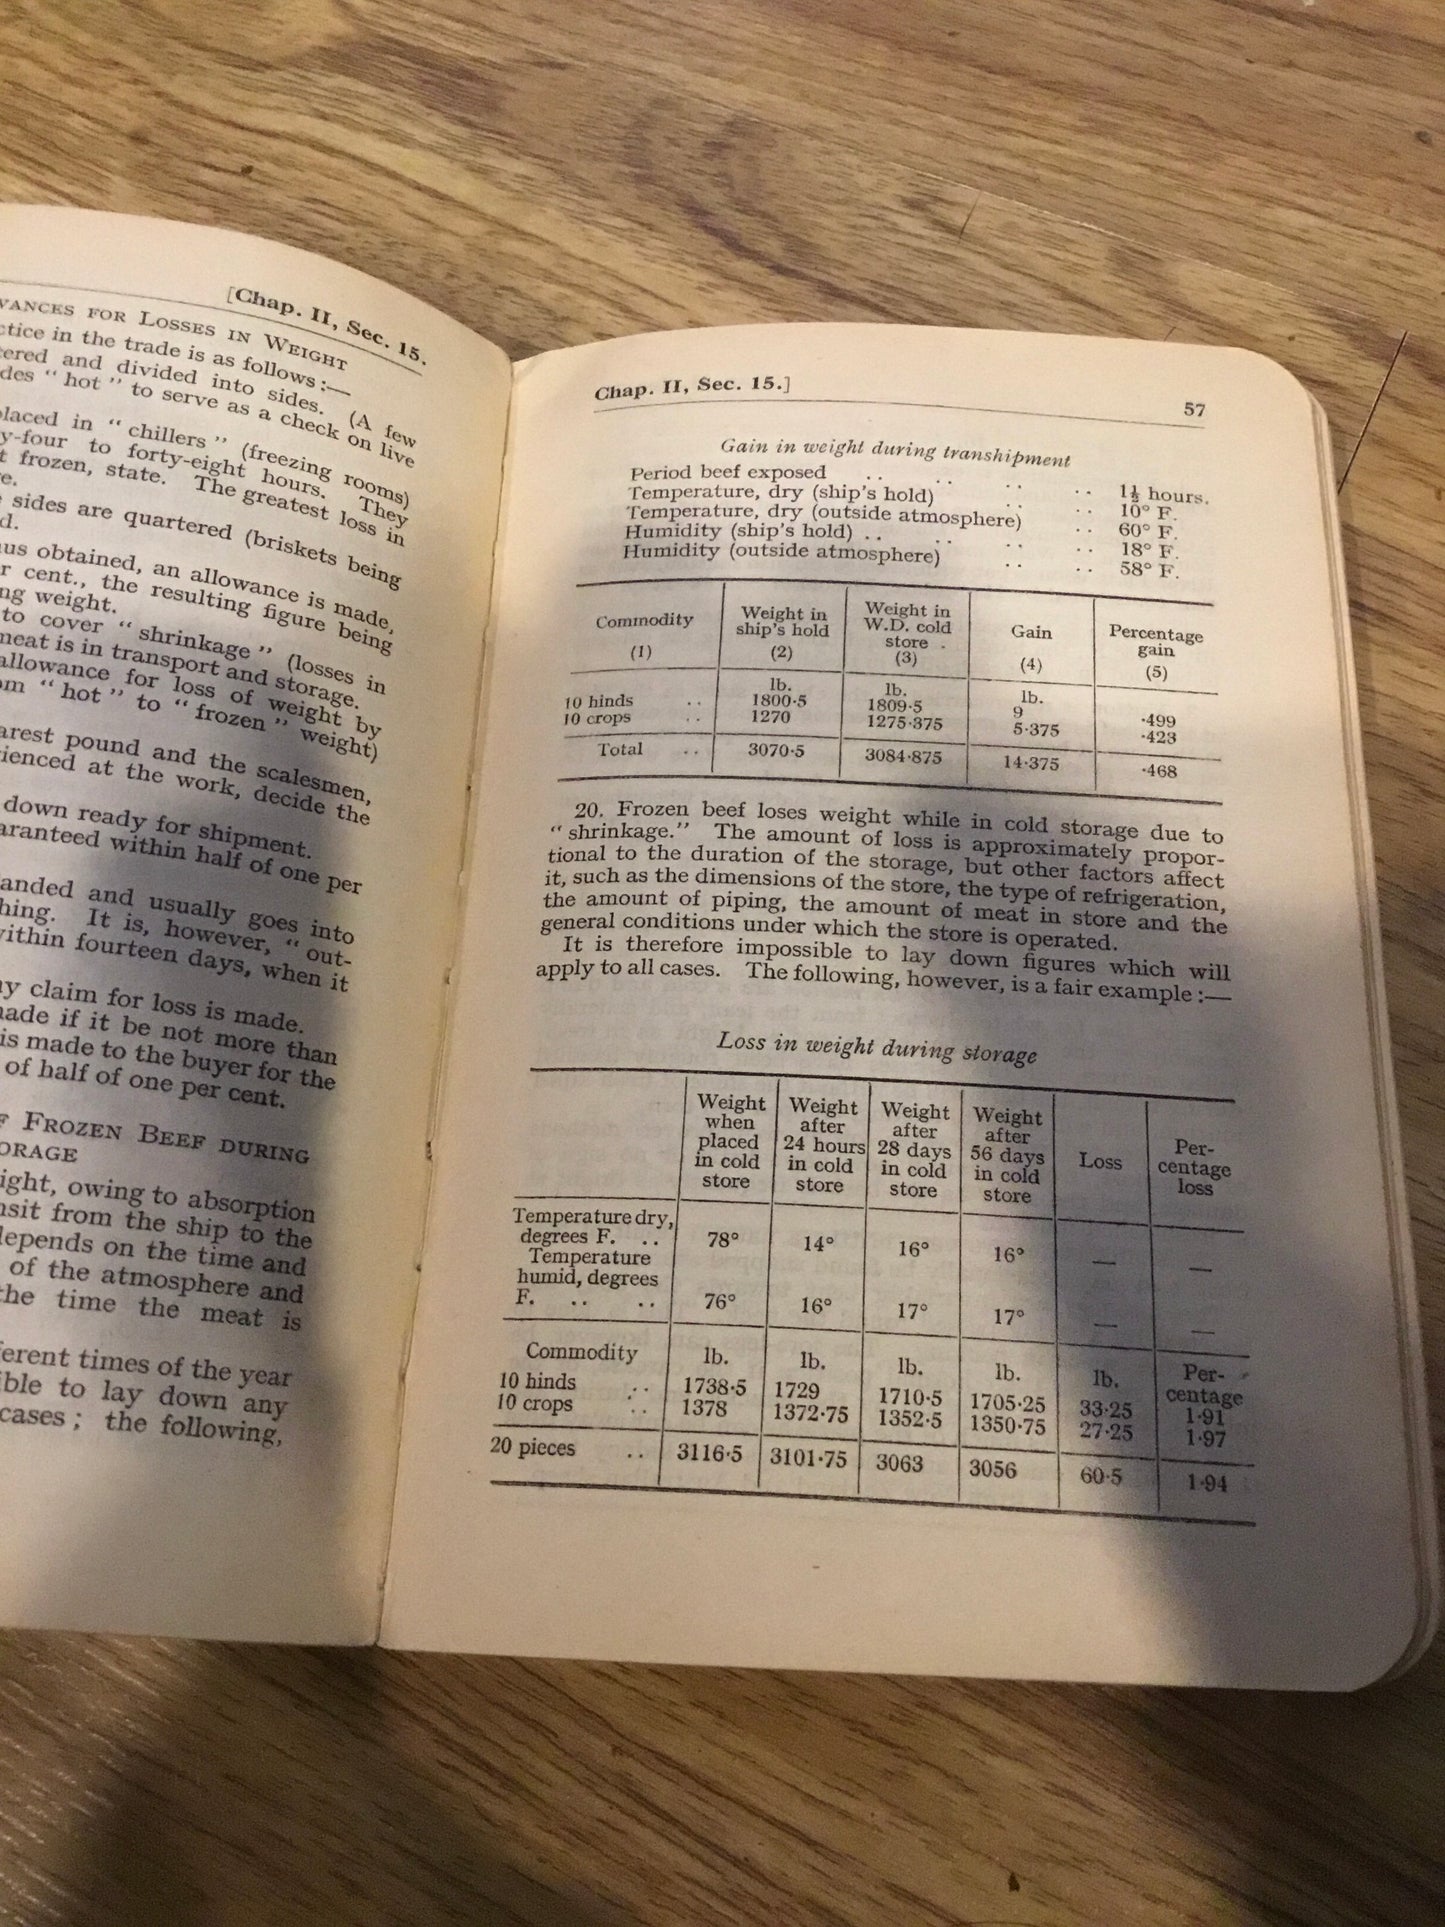 [Chap. II, Sec. 15.
VANCES FOR LOSSES IN WEIGHT
ctice in the trade is as follows :—
tered and divided into sides. (A few
des “ hot ” to serve as a check on live
placed in “ chillers ” (freezing rooms)
y-four to forty-eight hours. They
t frozen, state. The greatest loss in
e.
sides are quartered (briskets being
d.
us obtained, an allowance is made,
r cent., the resulting figure being
ng weight.
to cover “ shrinkage ” (losses in
meat is in transport and storage.
allowance for loss of weight by
om “ hot ” to “ frozen ” weight)
arest pound and the scalesmen,
ienced at the work, decide the
down ready for shipment.
aranteed within half of one per
anded and usually goes into
hing. It is, however, “ out-
within fourteen days, when it
ny claim for loss is made.
made if it be not more than
is made to the buyer for the
of half of one per cent.
F FROZEN BEEF DURING
ORAGE
ight, owing to absorption
nsit from the ship to the
depends on the time and
of the atmosphere and
the time the meat is
ferent times of the year
ible to lay down any
cases ; the following,
Chap. II, Sec. 15.]
57
Gain in weight during transhipment
Period beef exposed .. .. .. .. 1½ hours.
Temperature, dry (ship's hold) .. .. 10° F.
Temperature, dry (outside atmosphere) .. 60° F.
Humidity (ship's hold) .. .. .. .. 18° F.
Humidity (outside atmosphere) .. .. 58° F.
Commodity Weight in ship's hold Weight in W.D. cold store . Gain Percentage gain
(1) (2) (3) (4) (5)
lb. lb. lb.
10 hinds .. 1800·5 1809·5 9 ·499
10 crops .. 1270 1275·375 5·375 ·423
Total .. 3070·5 3084·875 14·375 ·468
20. Frozen beef loses weight while in cold storage due to
“ shrinkage.” The amount of loss is approximately propor-
tional to the duration of the storage, but other factors affect
it, such as the dimensions of the store, the type of refrigeration,
the amount of piping, the amount of meat in store and the
general conditions under which the store is operated.
It is therefore impossible to lay down figures which will
apply to all cases. The following, however, is a fair example :—
Loss in weight during storage
Weight when placed in cold store Weight after 24 hours in cold store Weight after 28 days in cold store Weight after 56 days in cold store Loss Per-centage loss
Temperature dry,
degrees F. .. 78° 14° 16° 16° — —
Temperature
humid, degrees
F. .. .. 76° 16° 17° 17° — —
Commodity lb. lb. lb. lb. lb. Per-centage
10 hinds .. 1738·5 1729 1710·5 1705·25 33·25 1·91
10 crops .. 1378 1372·75 1352·5 1350·75 27·25 1·97
20 pieces .. 3116·5 3101·75 3063 3056 60·5 1·94